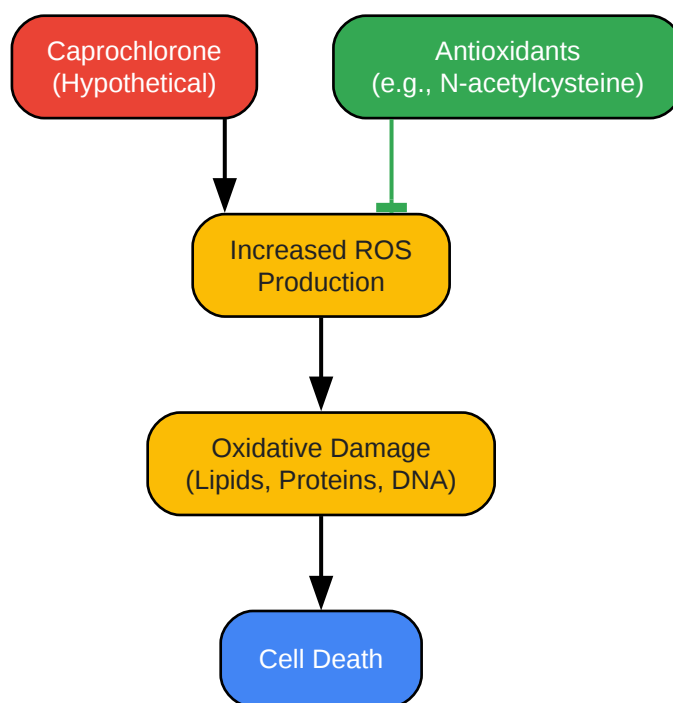 Caprochlorone
(Hypothetical)
Antioxidants
(e.g., N-acetylcysteine)
Increased ROS
Production
Oxidative Damage
(Lipids, Proteins, DNA)
Cell Death